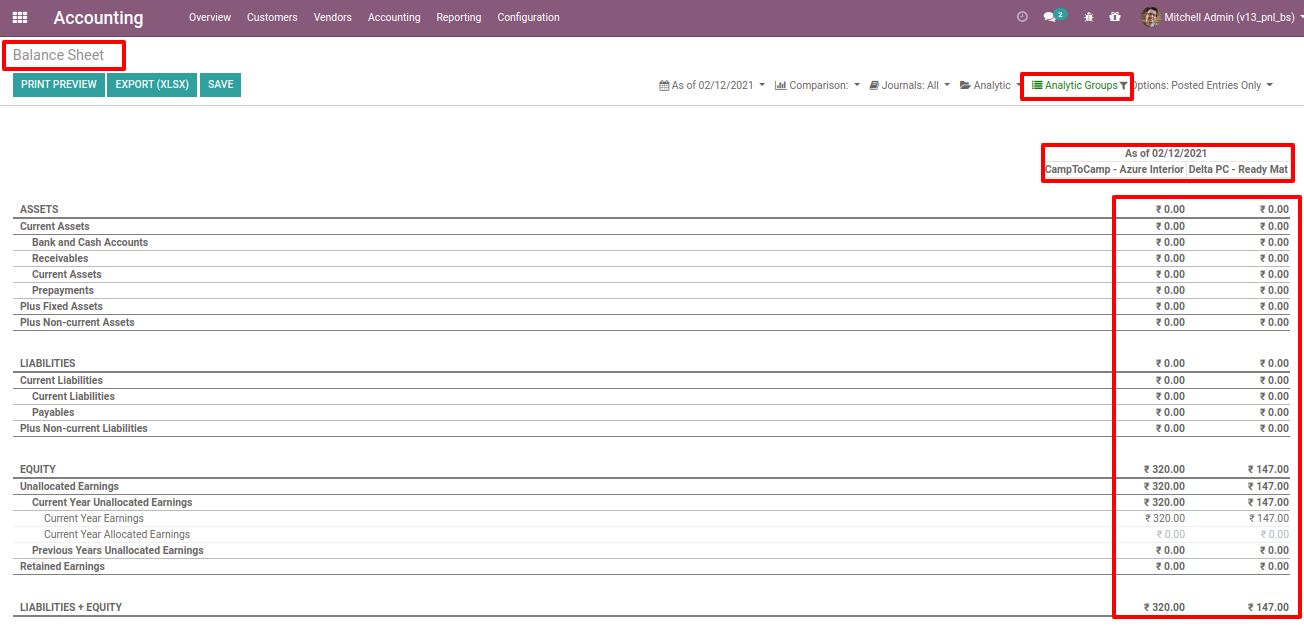 Accounting Overview Customers Vendors Accounting Reporting Configuration 2 Mitchell Admin (v13_pnl_bs)
Balance Sheet
PRINT PREVIEW EXPORT (XLSX) SAVE As of 02/12/2021 Comparison: Journals: All Analytic Analytic Groups Options: Posted Entries Only
As of 02/12/2021
CampToCamp - Azure Interior Delta PC - Ready Mat
ASSETS ₹ 0.00 ₹ 0.00
Current Assets ₹ 0.00 ₹ 0.00
Bank and Cash Accounts ₹ 0.00 ₹ 0.00
Receivables ₹ 0.00 ₹ 0.00
Current Assets ₹ 0.00 ₹ 0.00
Prepayments ₹ 0.00 ₹ 0.00
Plus Fixed Assets ₹ 0.00 ₹ 0.00
Plus Non-current Assets ₹ 0.00 ₹ 0.00
LIABILITIES ₹ 0.00 ₹ 0.00
Current Liabilities ₹ 0.00 ₹ 0.00
Current Liabilities ₹ 0.00 ₹ 0.00
Payables ₹ 0.00 ₹ 0.00
Plus Non-current Liabilities ₹ 0.00 ₹ 0.00
EQUITY ₹ 320.00 ₹ 147.00
Unallocated Earnings ₹ 320.00 ₹ 147.00
Current Year Unallocated Earnings ₹ 320.00 ₹ 147.00
Current Year Earnings ₹ 320.00 ₹ 147.00
Current Year Allocated Earnings ₹ 0.00 ₹ 0.00
Previous Years Unallocated Earnings ₹ 0.00 ₹ 0.00
Retained Earnings ₹ 0.00 ₹ 0.00
LIABILITIES + EQUITY ₹ 320.00 ₹ 147.00